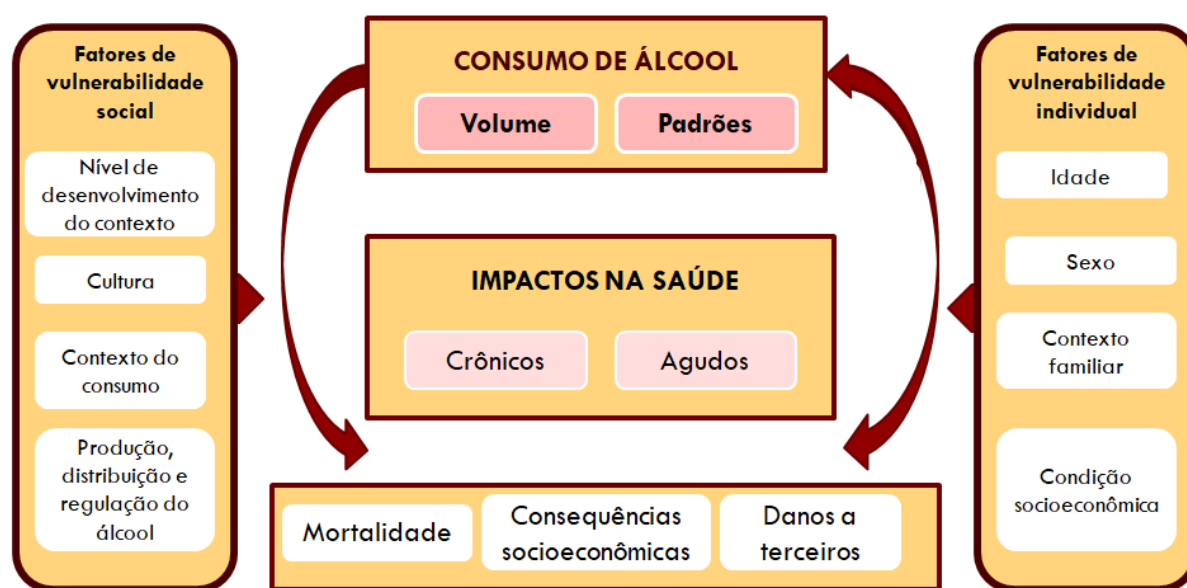 Fatores de
vulnerabilidade
social
Nível de
desenvolvimento
do contexto
Cultura
Contexto do
consumo
Produção,
distribuição e
regulação do
álcool
CONSUMO DE ÁLCOOL
Volume
Padrões
IMPACTOS NA SAÚDE
Crônicos
Agudos
Mortalidade
Consequências
socioeconômicas
Danos a
terceiros
Fatores de
vulnerabilidade
individual
Idade
Sexo
Contexto
familiar
Condição
socioeconômica